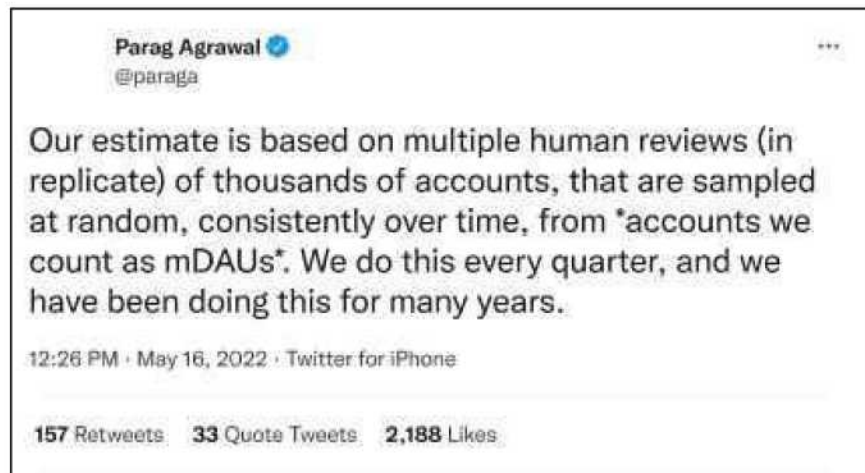 Parag Agrawal
@paraga
Our estimate is based on multiple human reviews (in
replicate) of thousands of accounts, that are sampled
at random, consistently over time, from *accounts we
count as mDAUs*. We do this every quarter, and we
have been doing this for many years.
12:26 PM · May 16, 2022 · Twitter for iPhone
157 Retweets 33 Quote Tweets 2,188 Likes